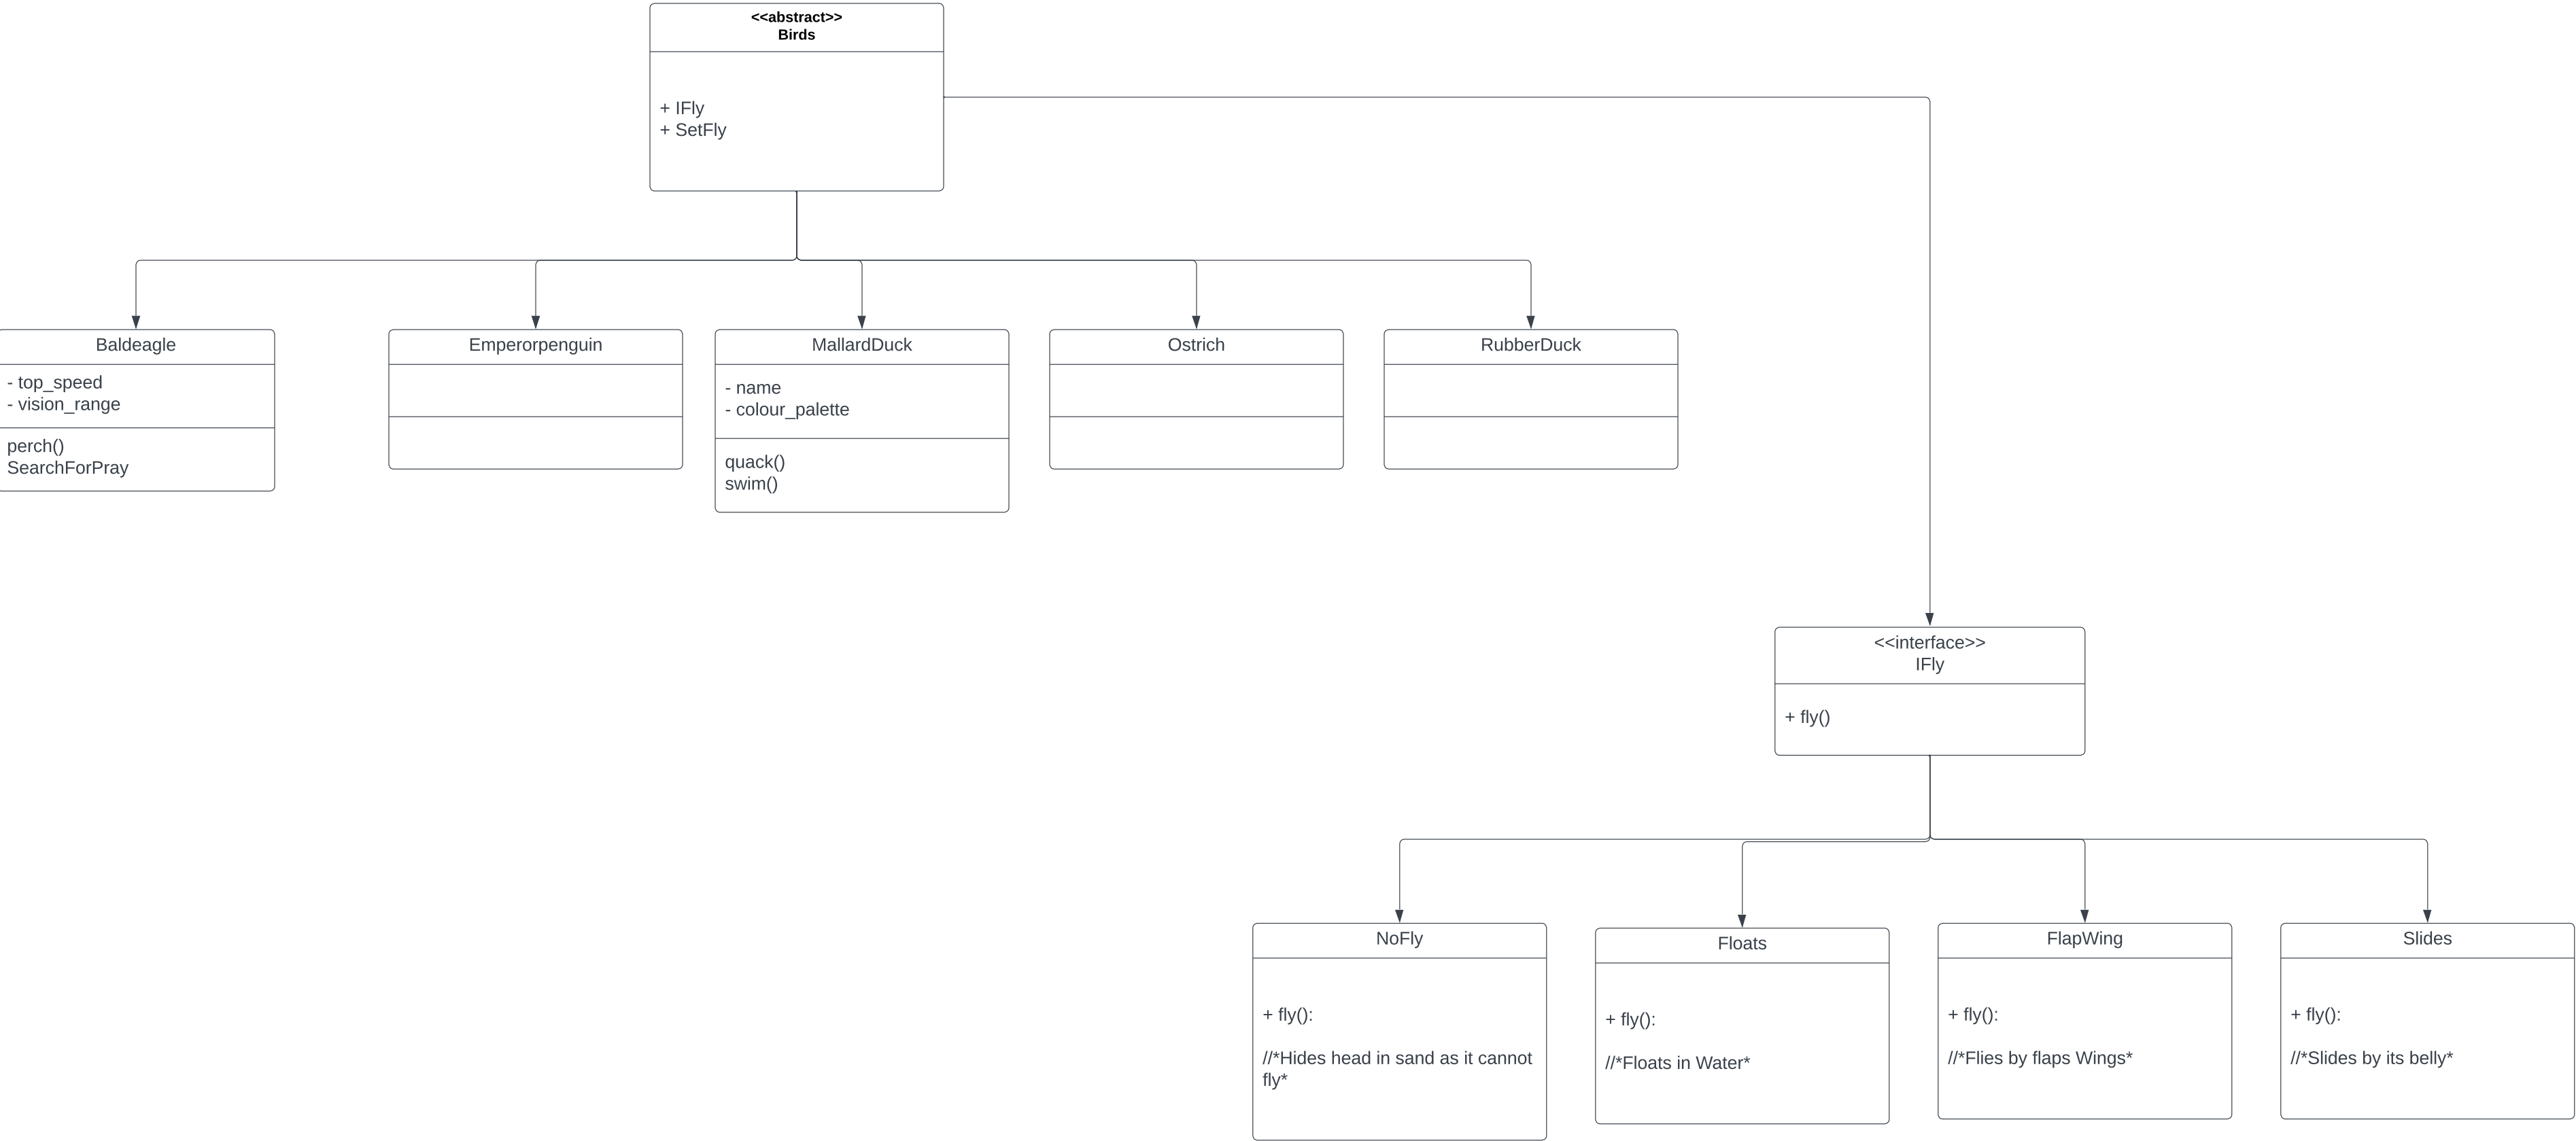 <<abstract>>
Birds
+ IFly
+ SetFly
Baldeagle
- top_speed
- vision_range
perch()
SearchForPray
Emperorpenguin
MallardDuck
- name
- colour_palette
quack()
swim()
Ostrich
RubberDuck
<<interface>>
IFly
+ fly()
NoFly
+ fly():
//*Hides head in sand as it cannot
fly*
Floats
+ fly():
//*Floats in Water*
FlapWing
+ fly():
//*Flies by flaps Wings*
Slides
+ fly():
//*Slides by its belly*